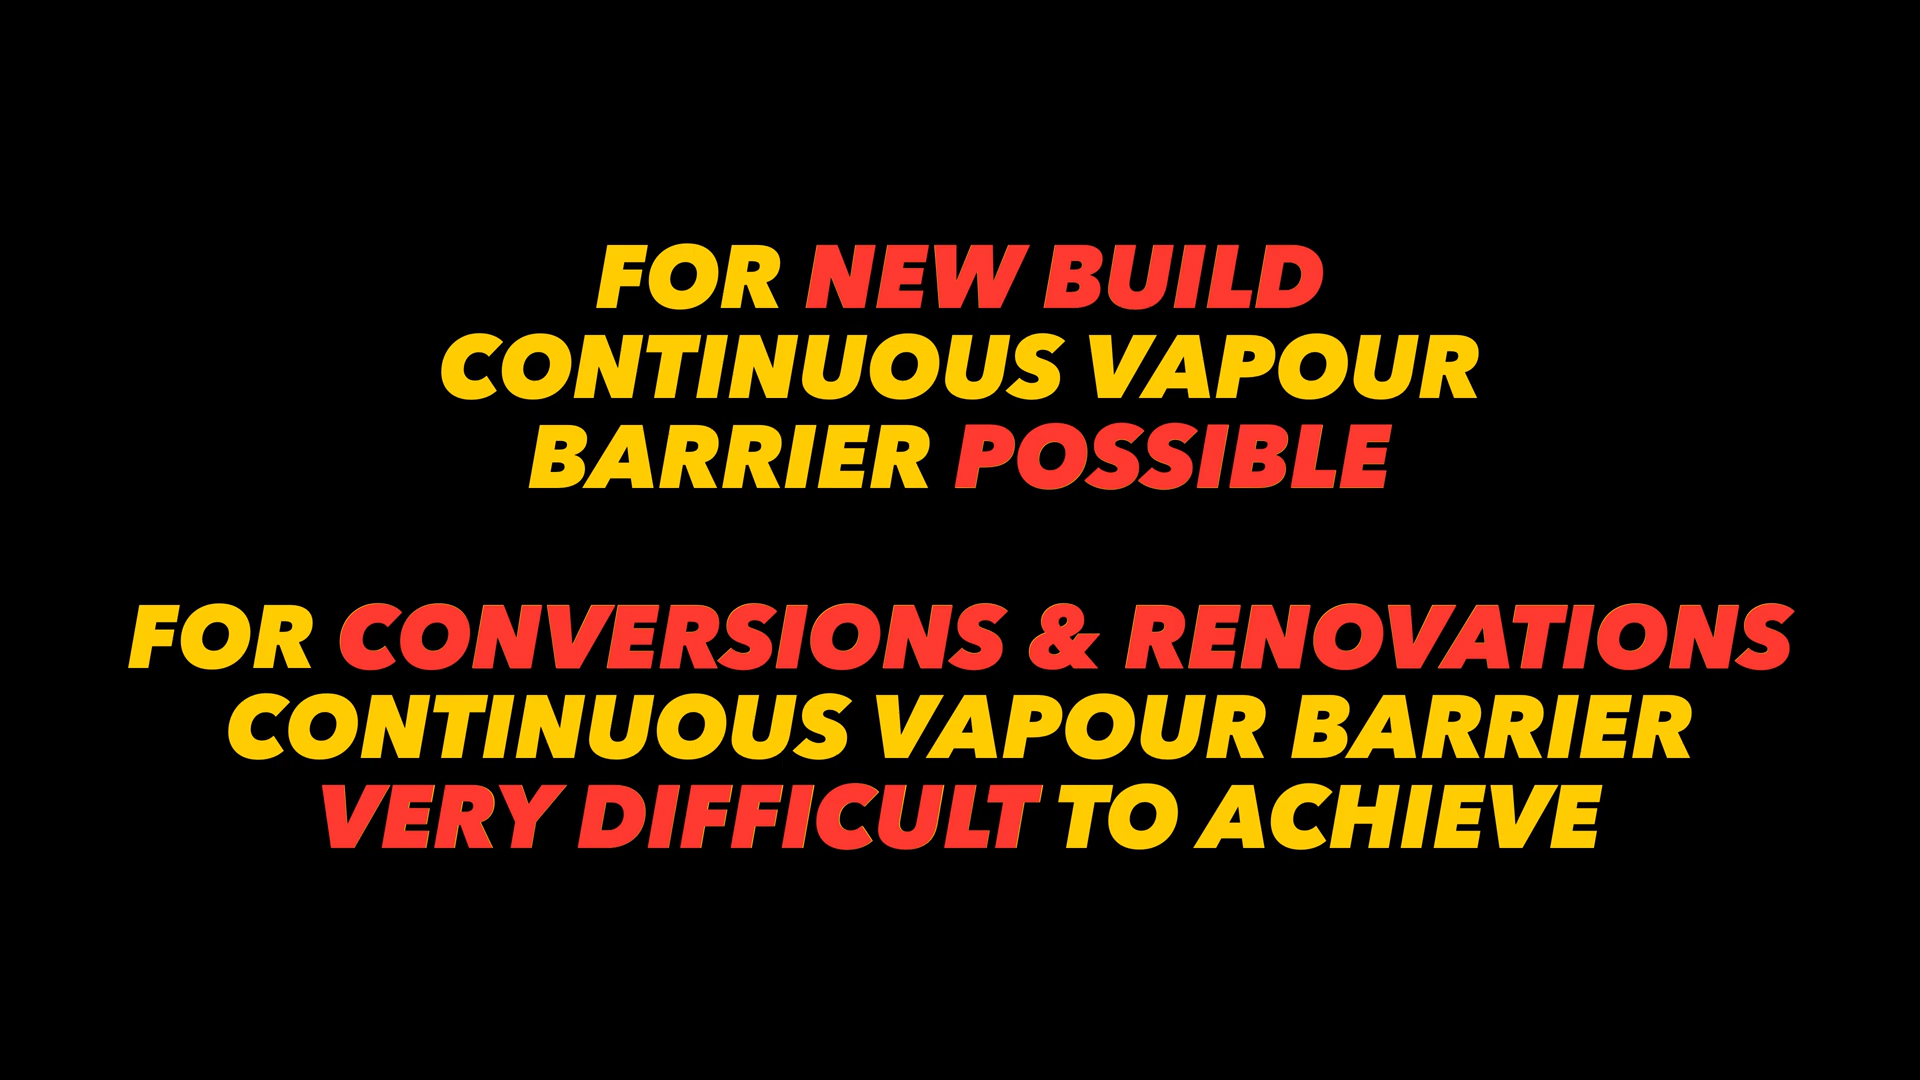 FOR NEW BUILD
CONTINUOUS VAPOUR
BARRIER POSSIBLE
FOR CONVERSIONS & RENOVATIONS
CONTINUOUS VAPOUR BARRIER
VERY DIFFICULT TO ACHIEVE